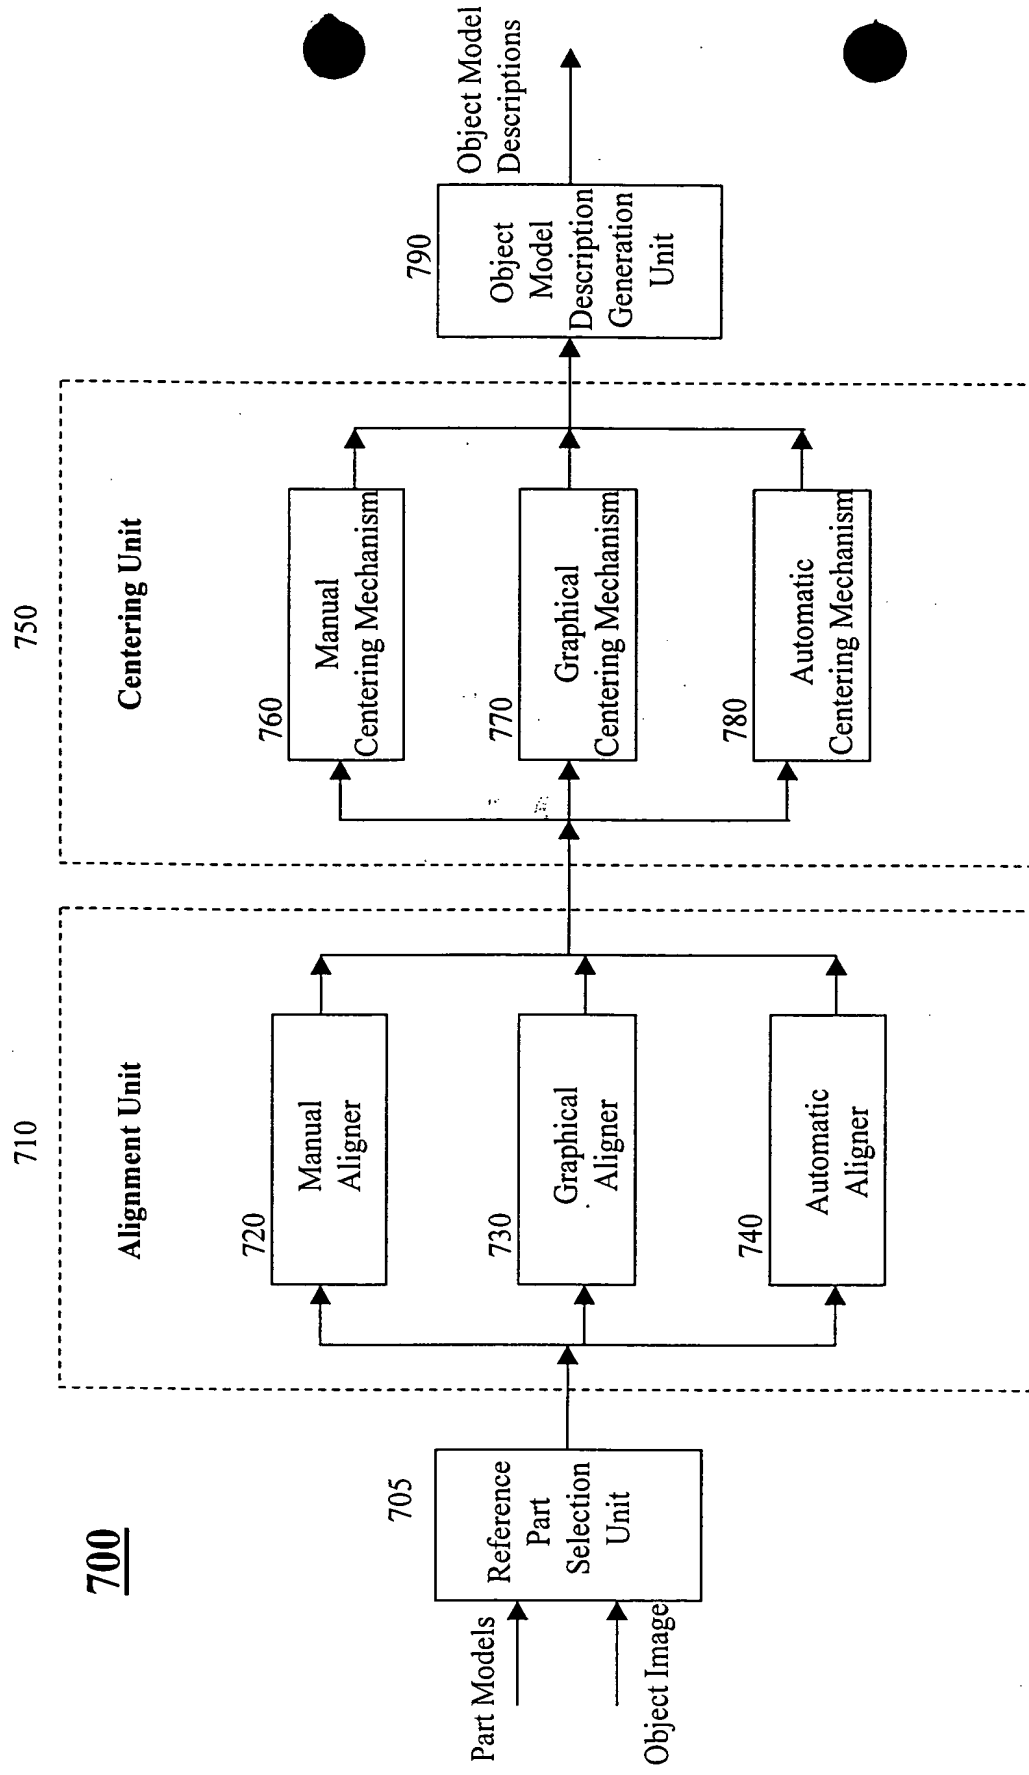 700
Part Models
Object Image
705
Reference
Part
Selection
Unit
710
Alignment Unit
720
Manual
Aligner
730
Graphical
Aligner
740
Automatic
Aligner
750
Centering Unit
760
Manual
Centering Mechanism
770
Graphical
Centering Mechanism
780
Automatic
Centering Mechanism
790
Object
Model
Description
Generation
Unit
Object Model
Descriptions